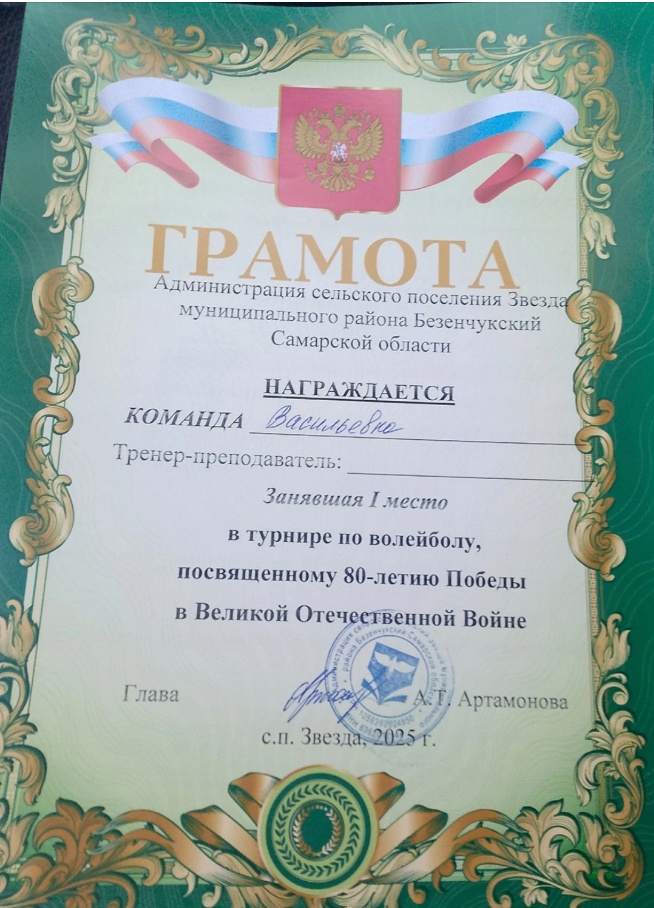 ГРАМОТА
Администрация сельского поселения Звезда
муниципального района Безенчукский
Самарской области
НАГРАЖДАЕТСЯ
КОМАНДА Васильевка
Тренер-преподаватель:
Занявшая I место
в турнире по волейболу,
посвященному 80-летию Победы
в Великой Отечественной Войне
Глава А.Т. Артамонова
с.п. Звезда, 2025 г.